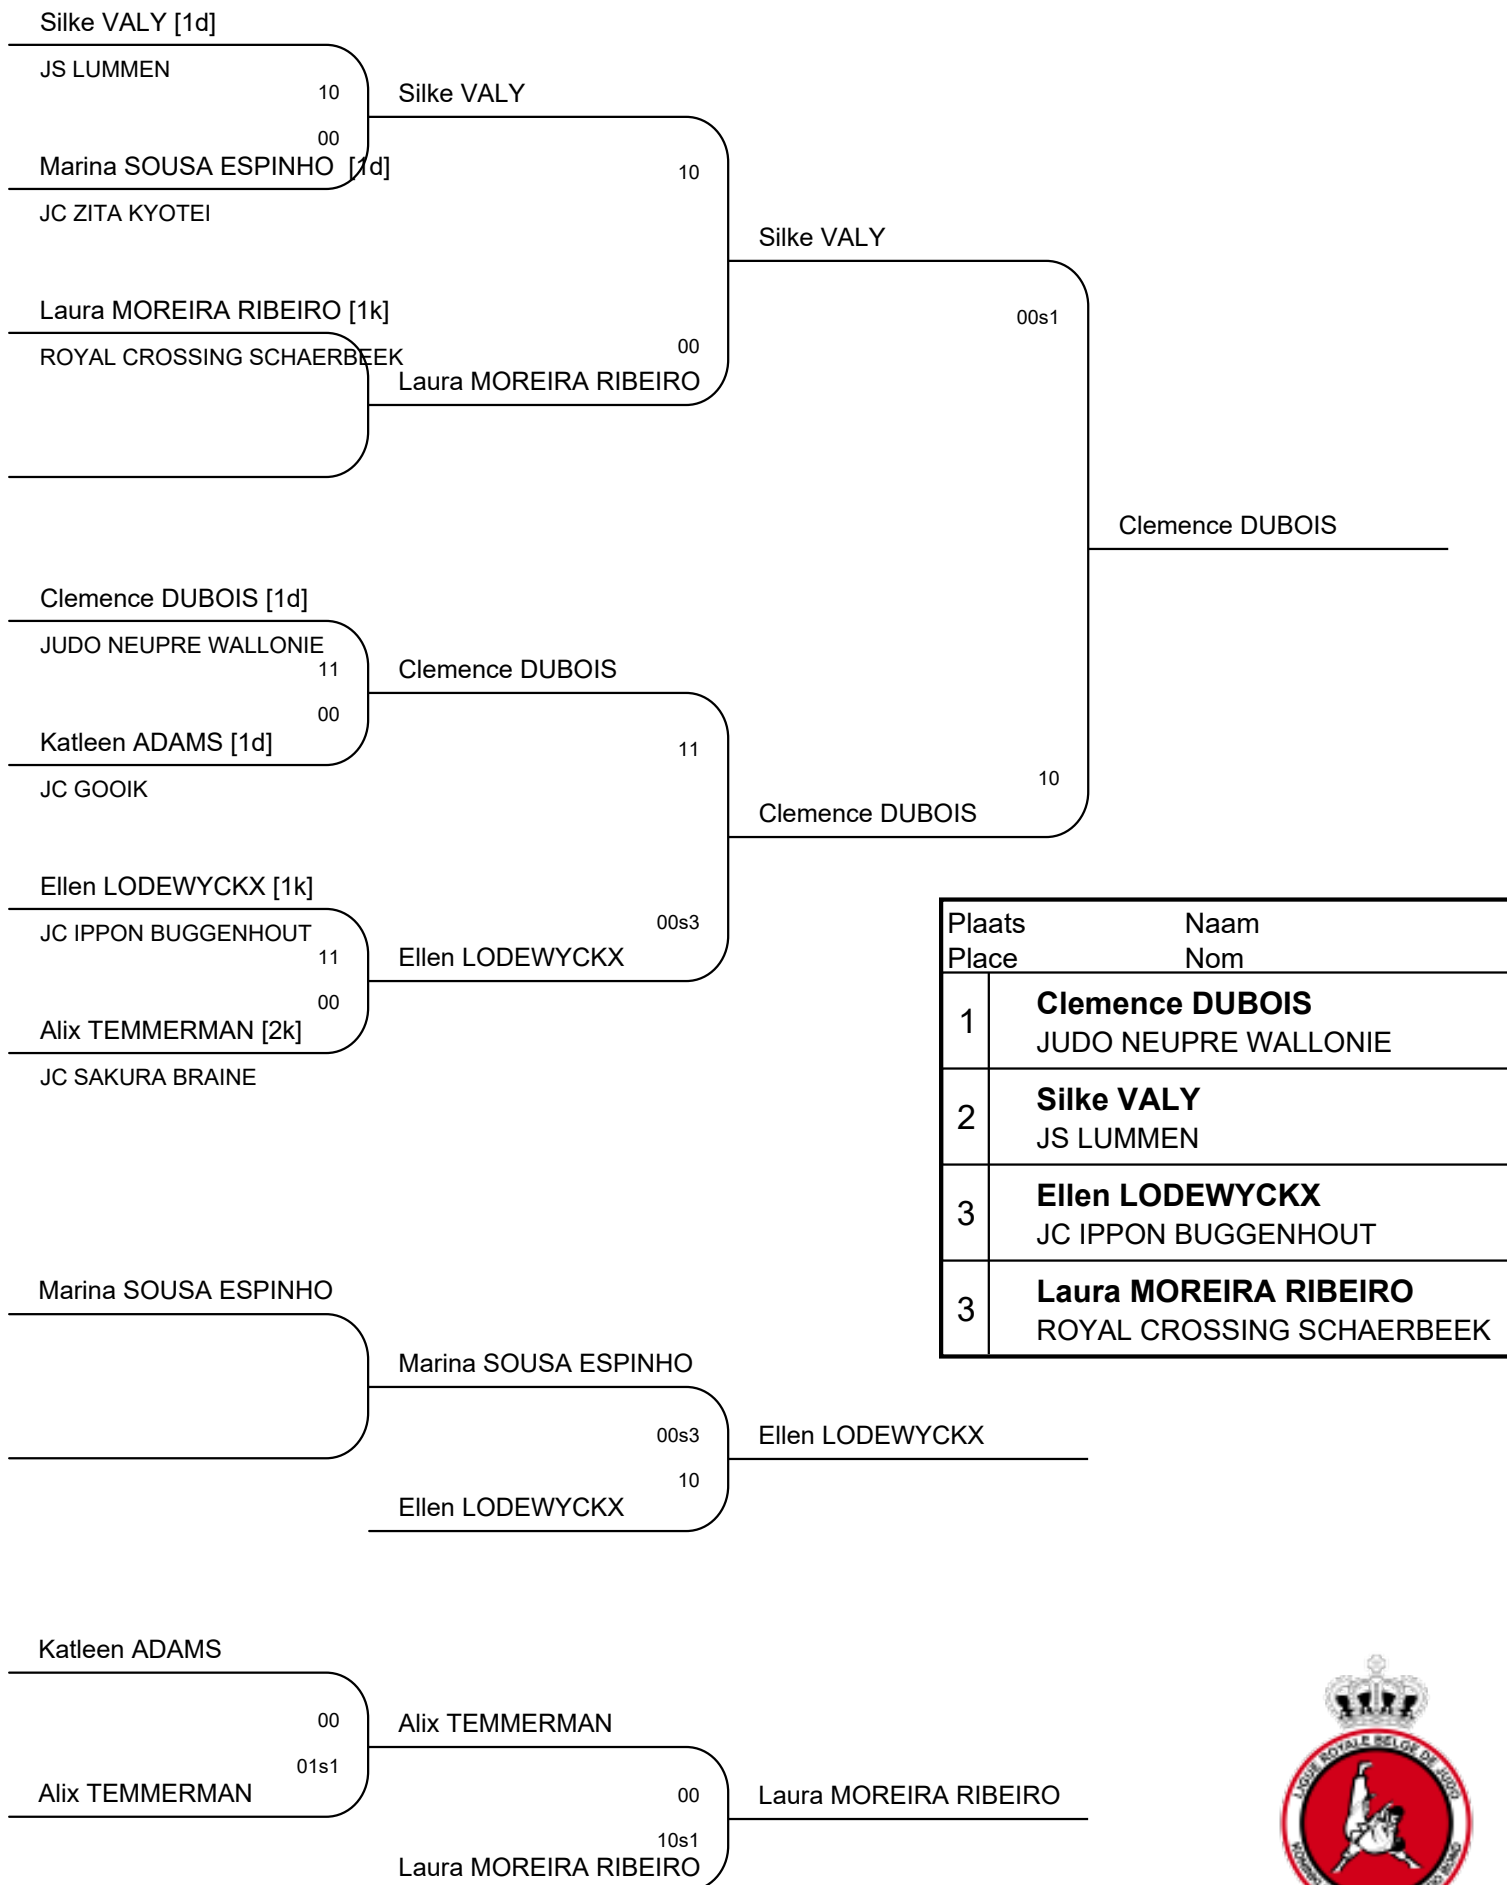 Silke VALY [1d]
JS LUMMEN
10
00
Marina SOUSA ESPINHO [1d]
JC ZITA KYOTEI
Laura MOREIRA RIBEIRO [1k]
ROYAL CROSSING SCHAERBEEK
Clemence DUBOIS [1d]
JUDO NEUPRE WALLONIE
11
00
Katleen ADAMS [1d]
JC GOOIK
Ellen LODEWYCKX [1k]
JC IPPON BUGGENHOUT
11
00
Alix TEMMERMAN [2k]
JC SAKURA BRAINE
Silke VALY
10
00
Laura MOREIRA RIBEIRO
Clemence DUBOIS
11
00s3
Ellen LODEWYCKX
Silke VALY
00s1
10
Clemence DUBOIS
Clemence DUBOIS
Plaats Naam
Place Nom
1 Clemence DUBOIS
JUDO NEUPRE WALLONIE
2 Silke VALY
JS LUMMEN
3 Ellen LODEWYCKX
JC IPPON BUGGENHOUT
3 Laura MOREIRA RIBEIRO
ROYAL CROSSING SCHAERBEEK
Marina SOUSA ESPINHO
Marina SOUSA ESPINHO
00s3
10
Ellen LODEWYCKX
Ellen LODEWYCKX
Katleen ADAMS
00
01s1
Alix TEMMERMAN
Alix TEMMERMAN
00
10s1
Laura MOREIRA RIBEIRO
Laura MOREIRA RIBEIRO
LIGUE ROYALE BELGE DE JUDO